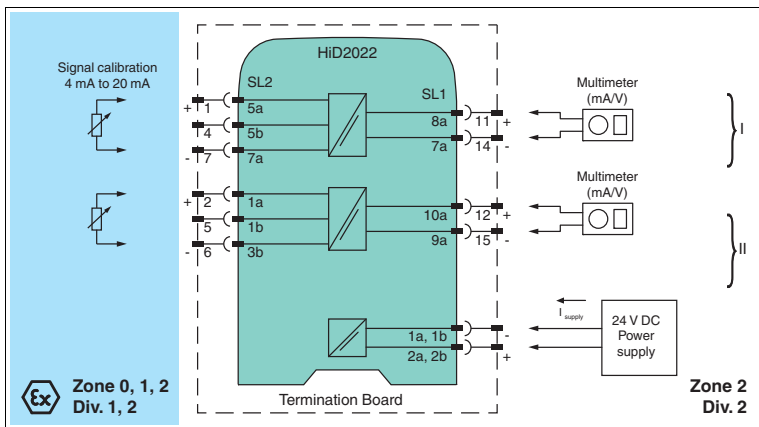 HiD2022
Signal calibration
4 mA to 20 mA
SL2
SL1
Multimeter
(mA/V)
+ 1 5a
4 5b
- 7 7a
8a 11 +
7a 14 -
I
Multimeter
(mA/V)
+ 2 1a
5 1b
- 6 3b
10a 12 +
9a 15 -
II
I supply
24 V DC
Power
supply
1a, 1b -
2a, 2b +
Ex
Zone 0, 1, 2
Div. 1, 2
Termination Board
Zone 2
Div. 2